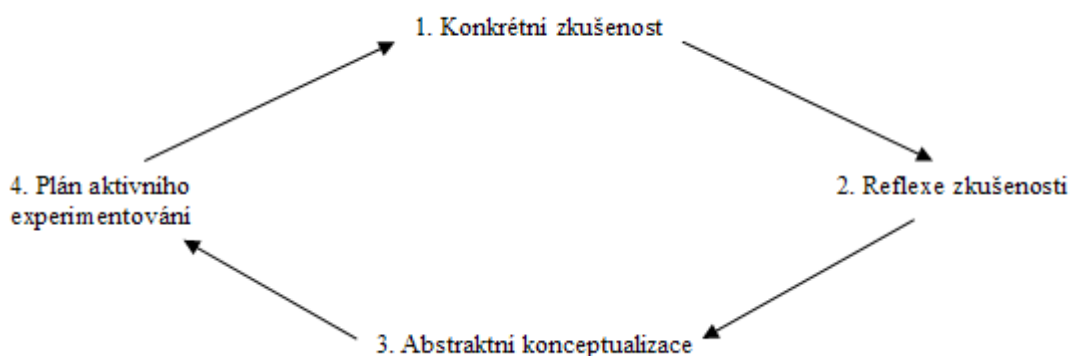 1. Konkrétní zkušenost
4. Plán aktivního
experimentování
2. Reflexe zkušenosti
3. Abstraktní konceptualizace